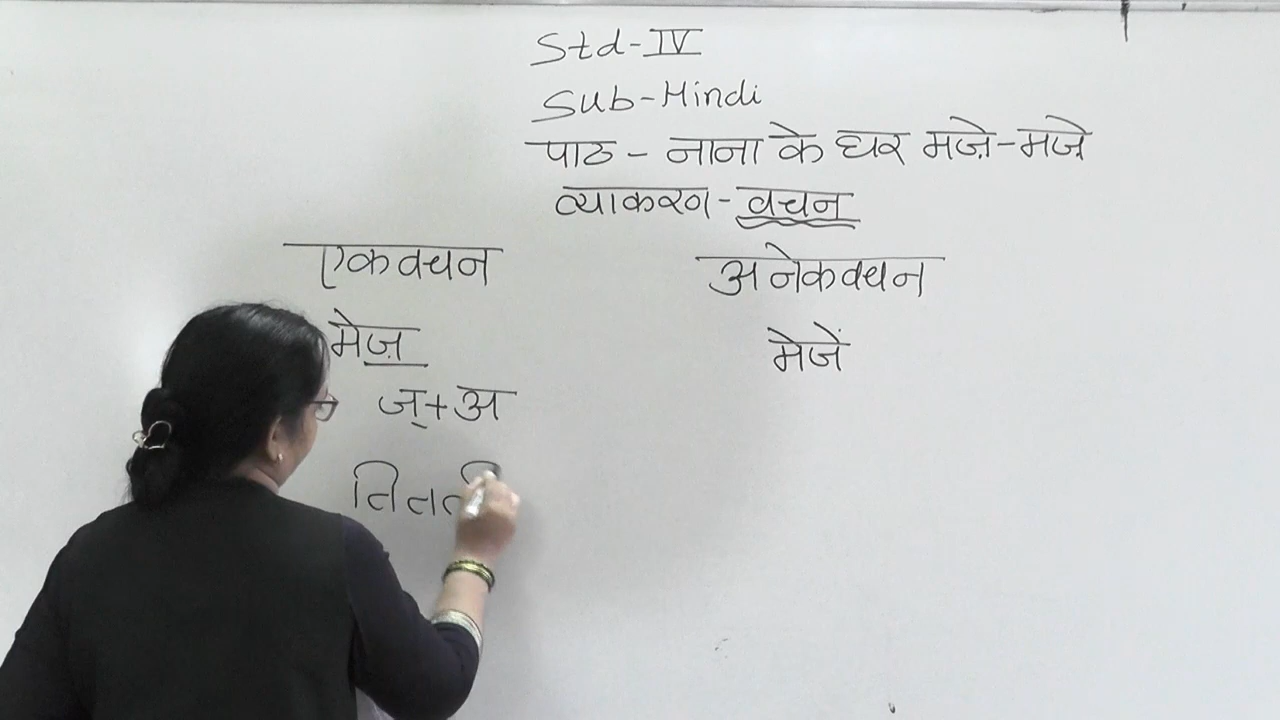 Std-IV
Sub-Hindi
पाठ - नाना के घर मज़े-मज़े
व्याकरण - वचन
एकवचन अनेकवचन
मेज़ मेजें
ज्+अ